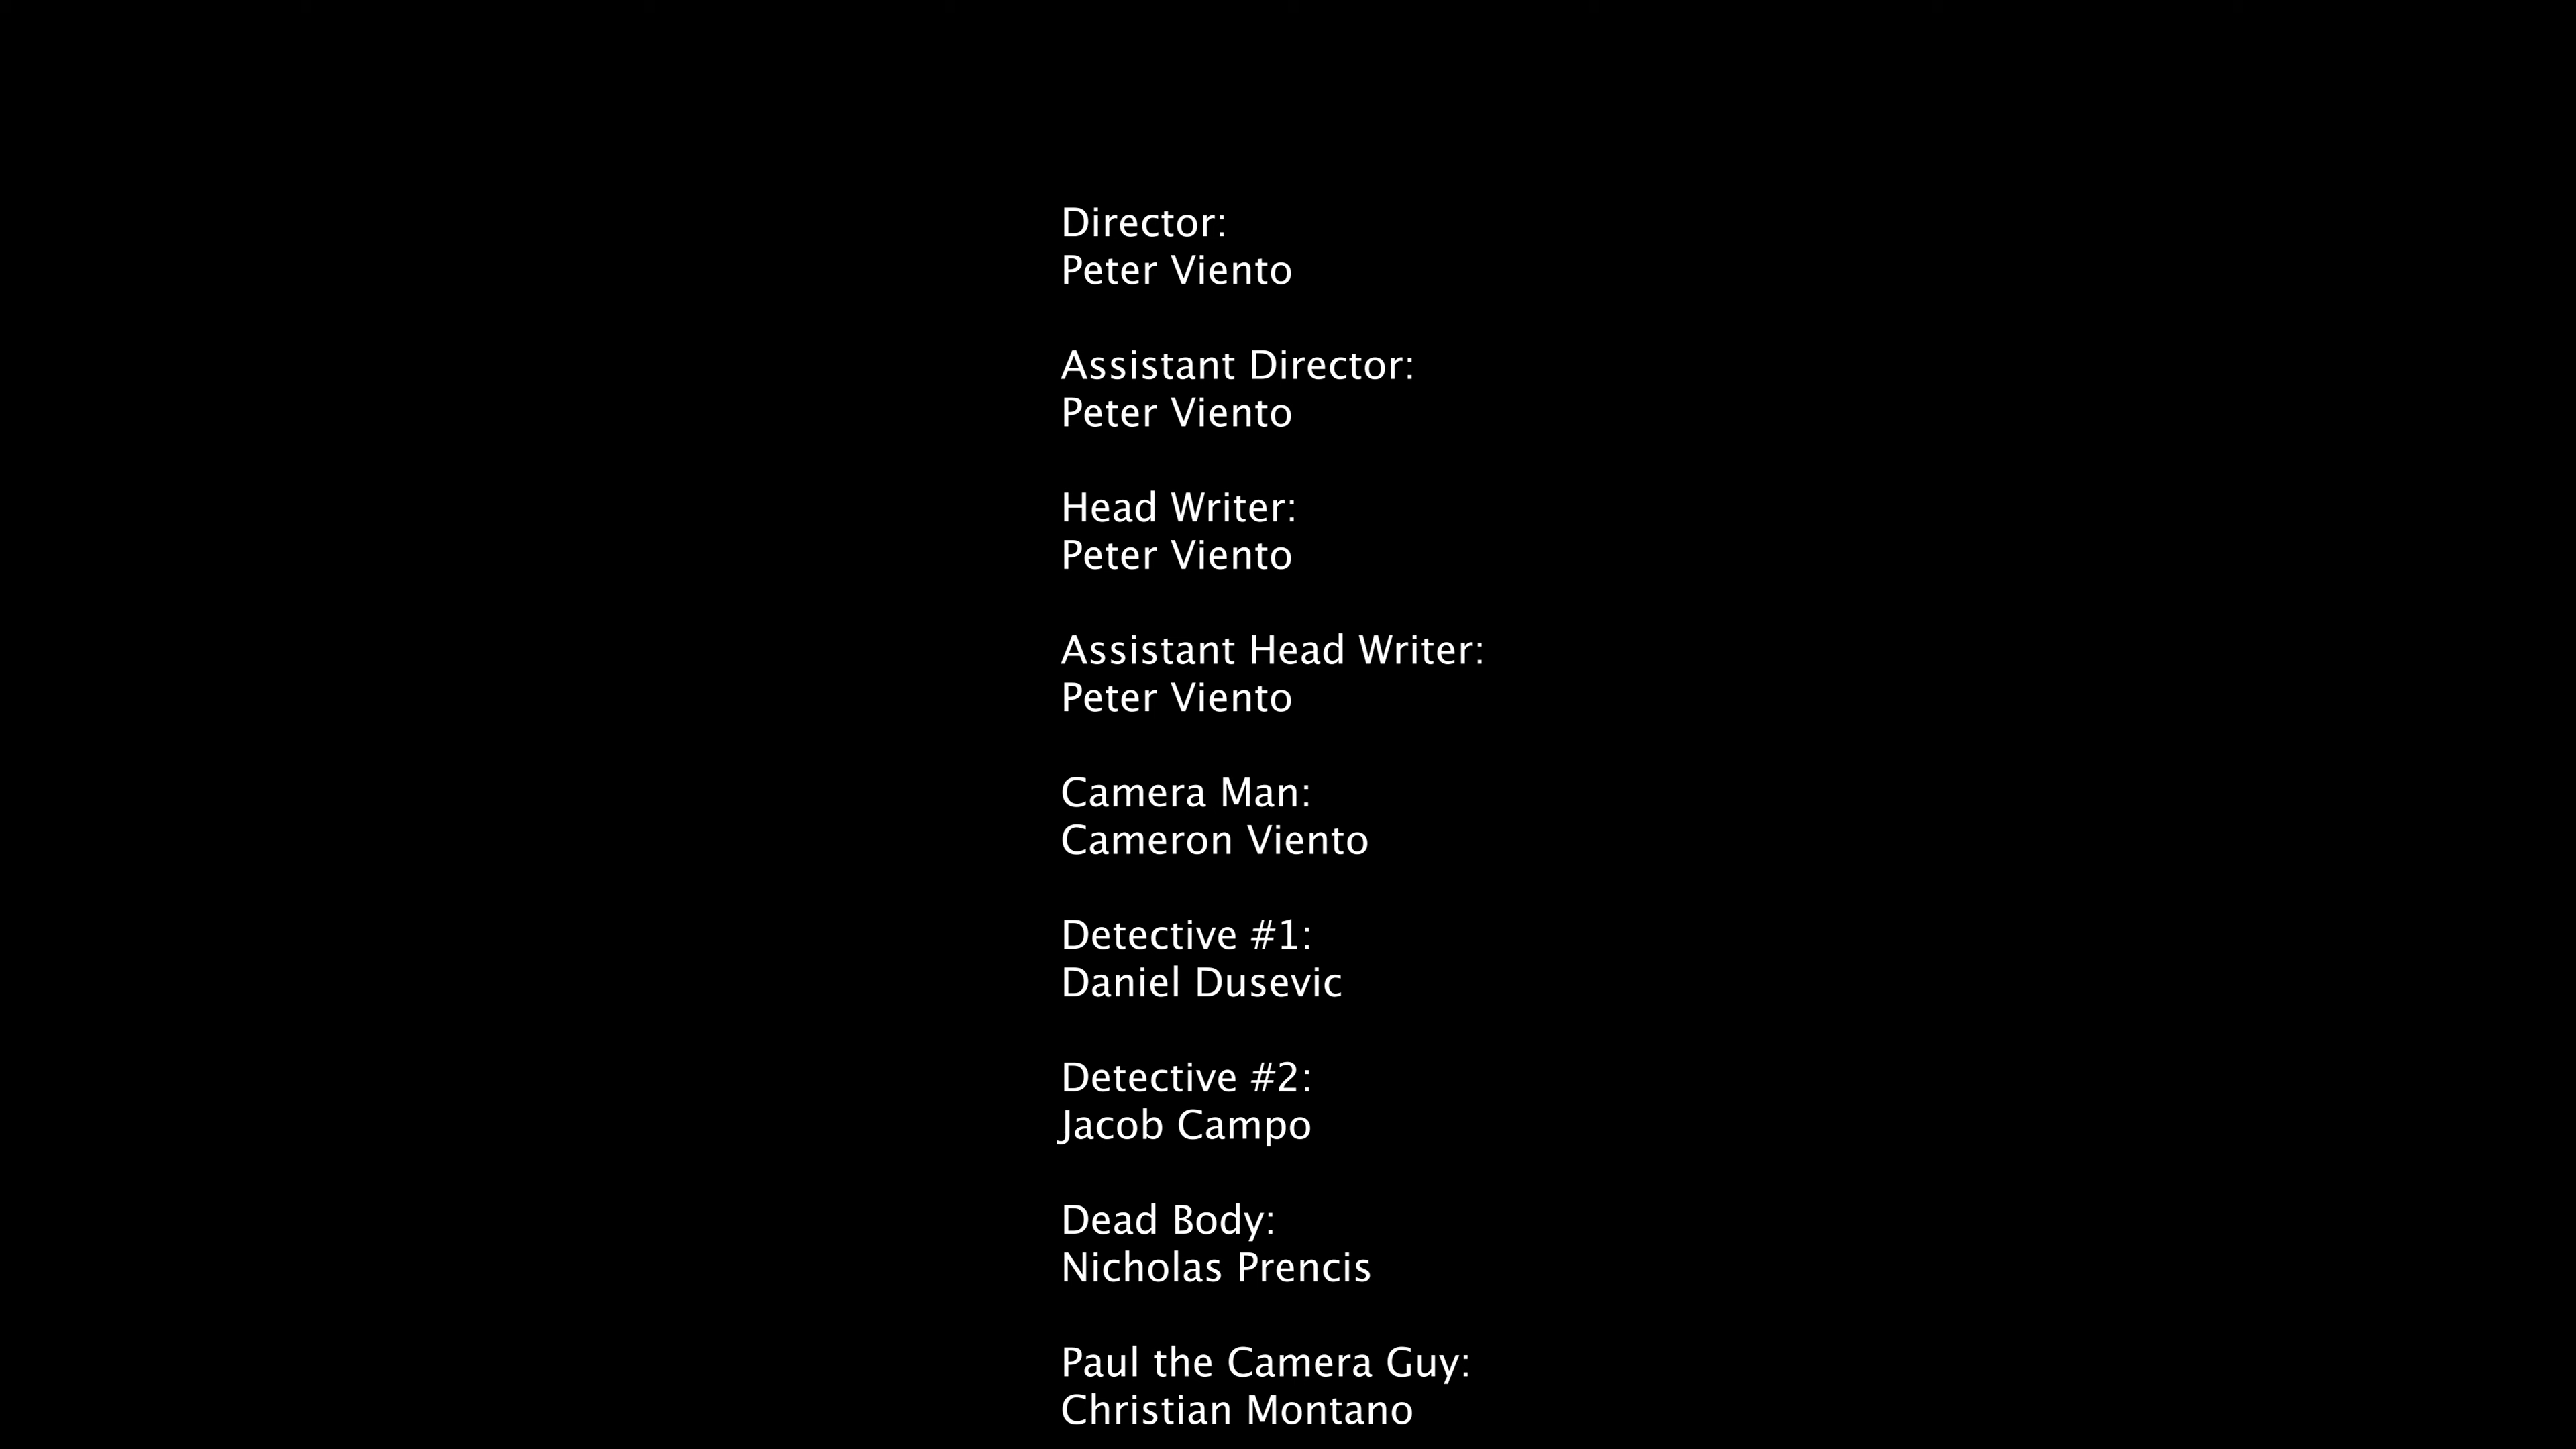 Director:
Peter Viento
Assistant Director:
Peter Viento
Head Writer:
Peter Viento
Assistant Head Writer:
Peter Viento
Camera Man:
Cameron Viento
Detective #1:
Daniel Dusevic
Detective #2:
Jacob Campo
Dead Body:
Nicholas Prencis
Paul the Camera Guy:
Christian Montano